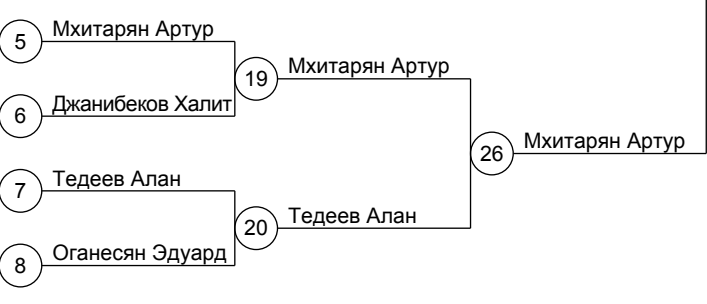 5 Мхитарян Артур
19 Мхитарян Артур
6 Джанибеков Халит
26 Мхитарян Артур
7 Тедеев Алан
20 Тедеев Алан
8 Оганесян Эдуард